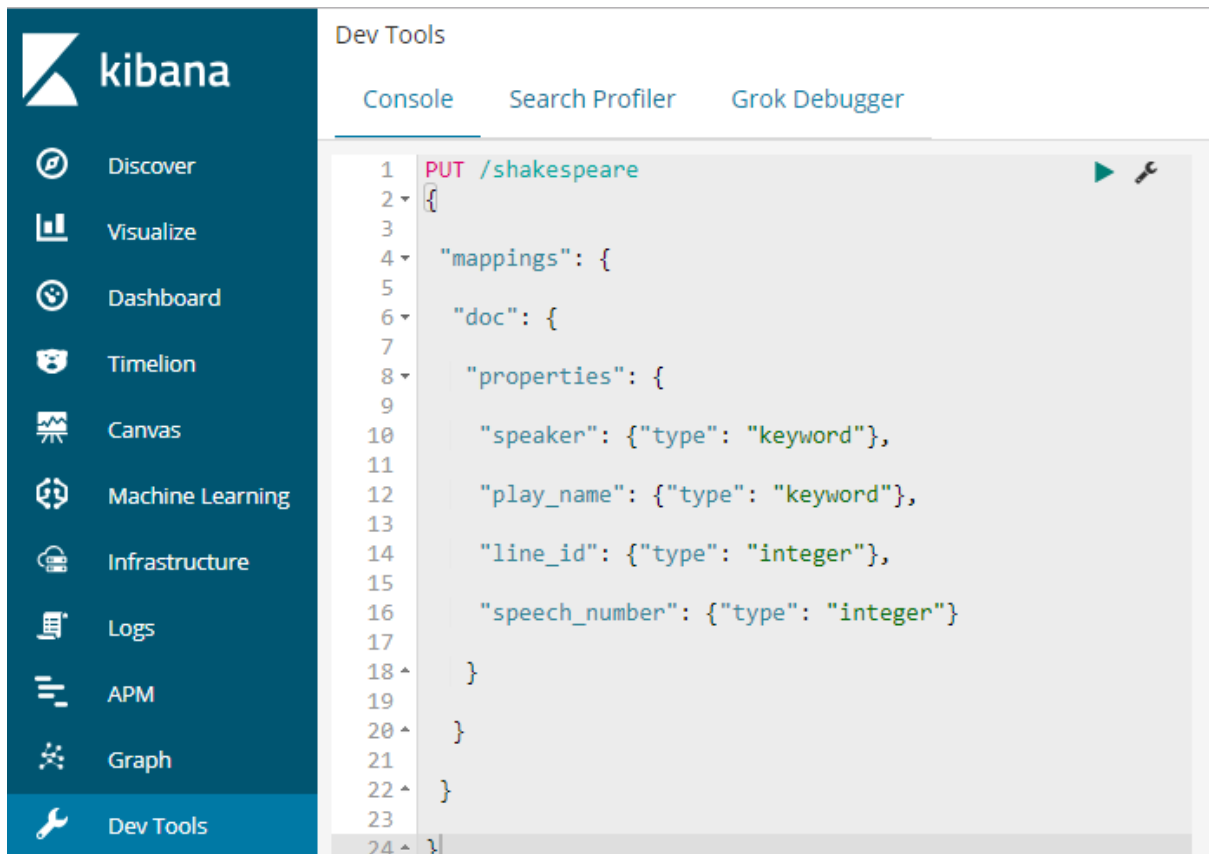 kibana
Discover
Visualize
Dashboard
Timelion
Canvas
Machine Learning
Infrastructure
Logs
APM
Graph
Dev Tools
Dev Tools
Console Search Profiler Grok Debugger
1 PUT /shakespeare
2 {
3
4 "mappings": {
5
6 "doc": {
7
8 "properties": {
9
10 "speaker": {"type": "keyword"},
11
12 "play_name": {"type": "keyword"},
13
14 "line_id": {"type": "integer"},
15
16 "speech_number": {"type": "integer"}
17
18 }
19
20 }
21
22 }
23
24 }